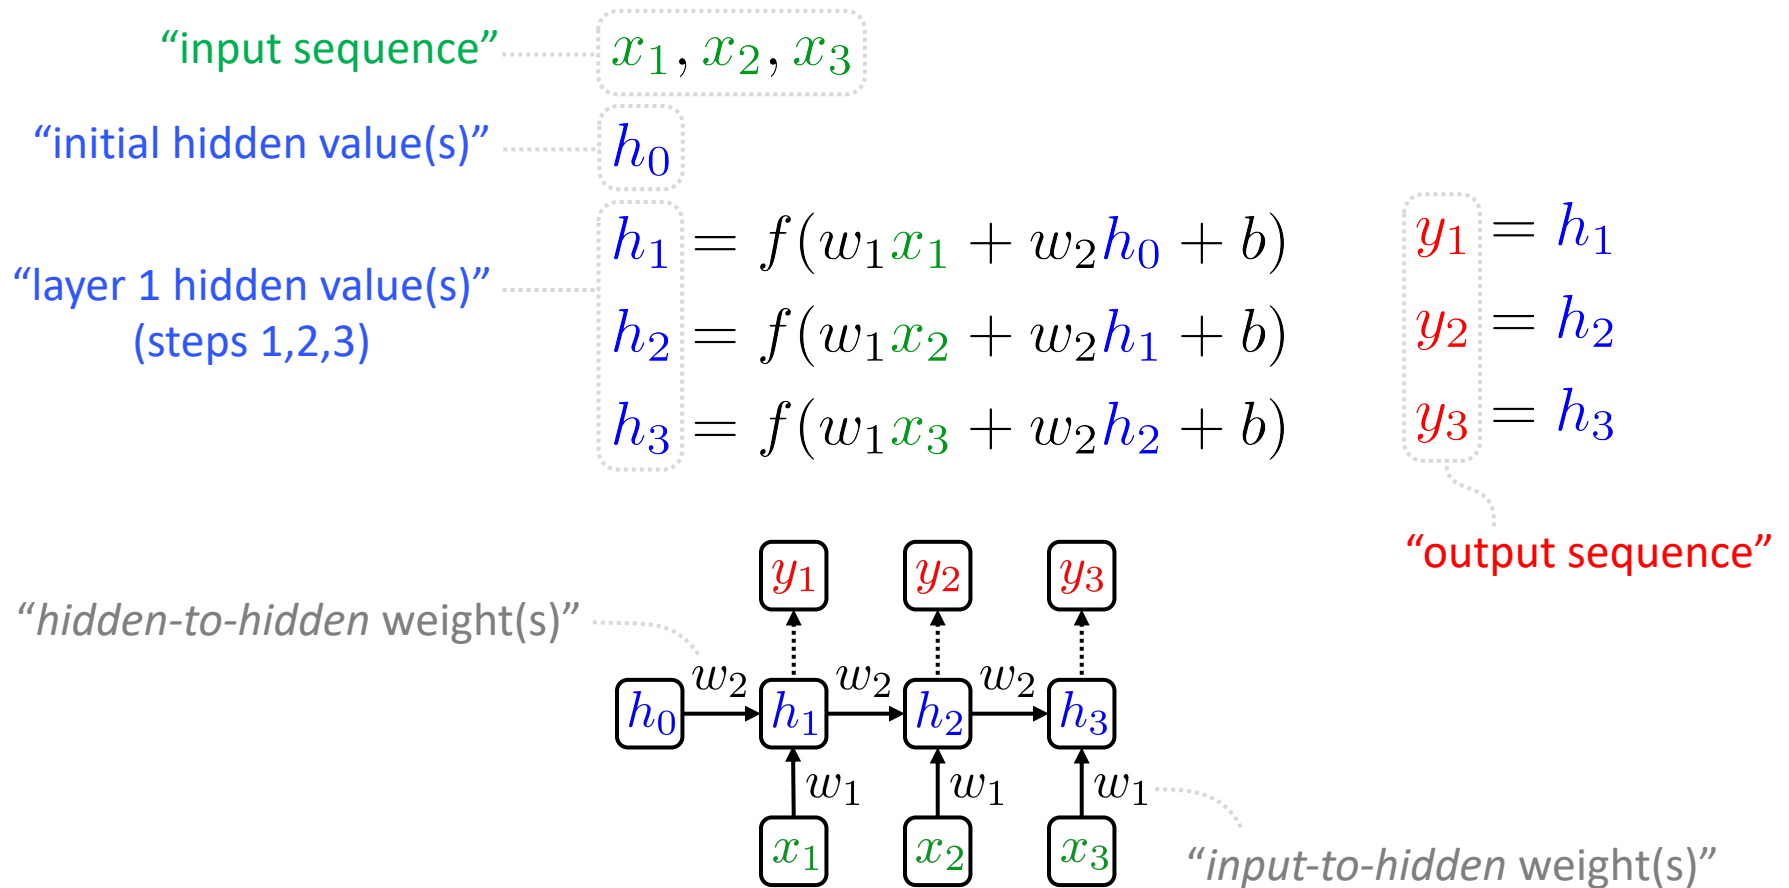 “input sequence” x₁, x₂, x₃
“initial hidden value(s)” h₀
h₁ = f(w₁x₁ + w₂h₀ + b) y₁ = h₁
“layer 1 hidden value(s)”
(steps 1,2,3)
h₂ = f(w₁x₂ + w₂h₁ + b) y₂ = h₂
h₃ = f(w₁x₃ + w₂h₂ + b) y₃ = h₃
“output sequence”
y₁ y₂ y₃
“hidden-to-hidden weight(s)”
w₂ w₂ w₂
h₀ h₁ h₂ h₃
w₁ w₁ w₁
x₁ x₂ x₃
“input-to-hidden weight(s)”